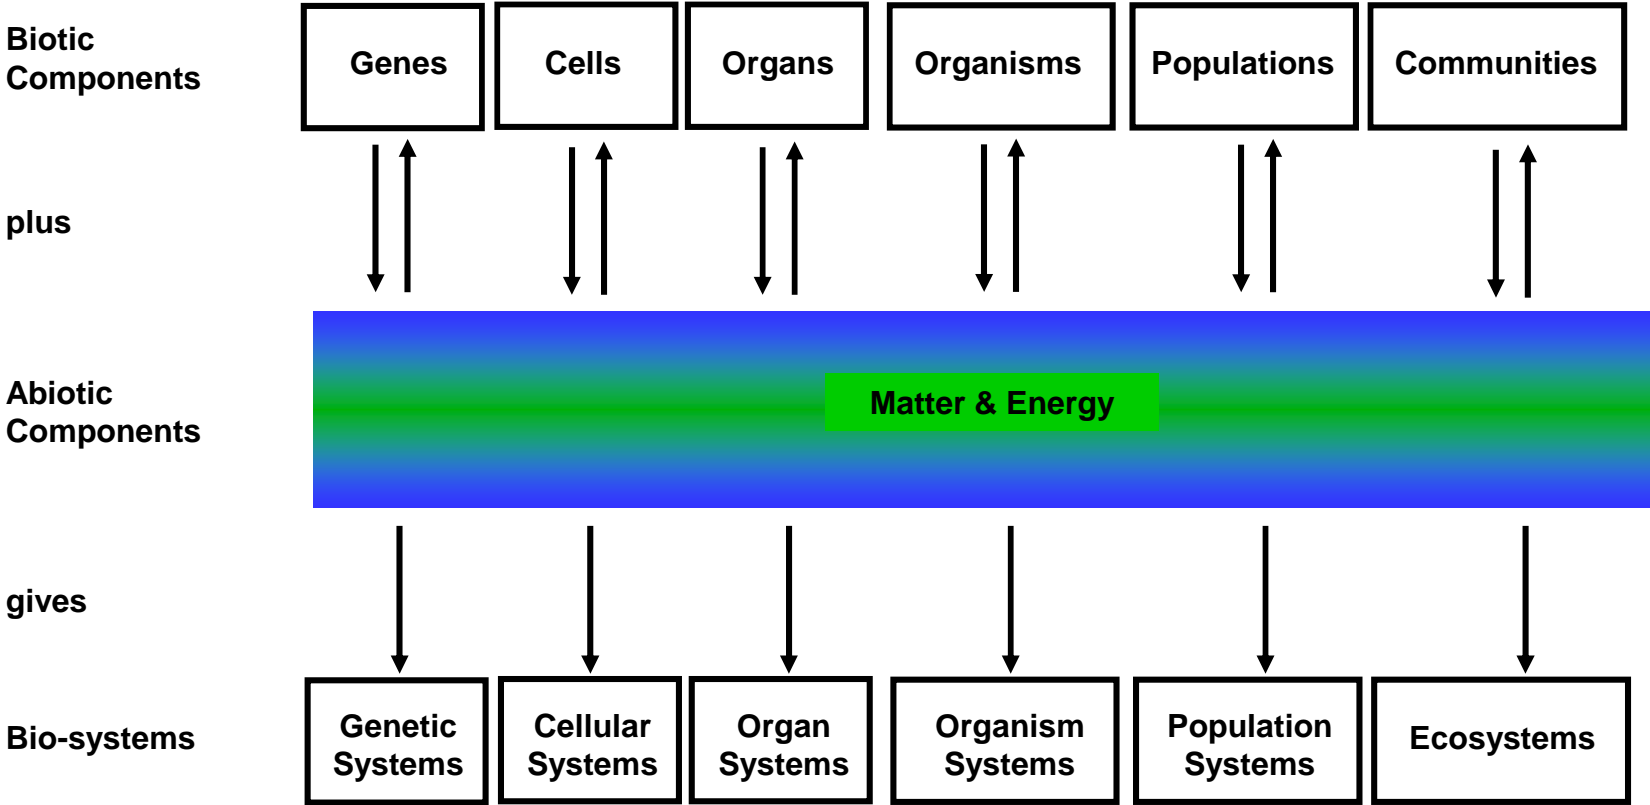 Biotic
Components
Genes
Cells
Organs
Organisms
Populations
Communities
plus
Abiotic
Components
Matter & Energy
gives
Bio-systems
Genetic
Systems
Cellular
Systems
Organ
Systems
Organism
Systems
Population
Systems
Ecosystems